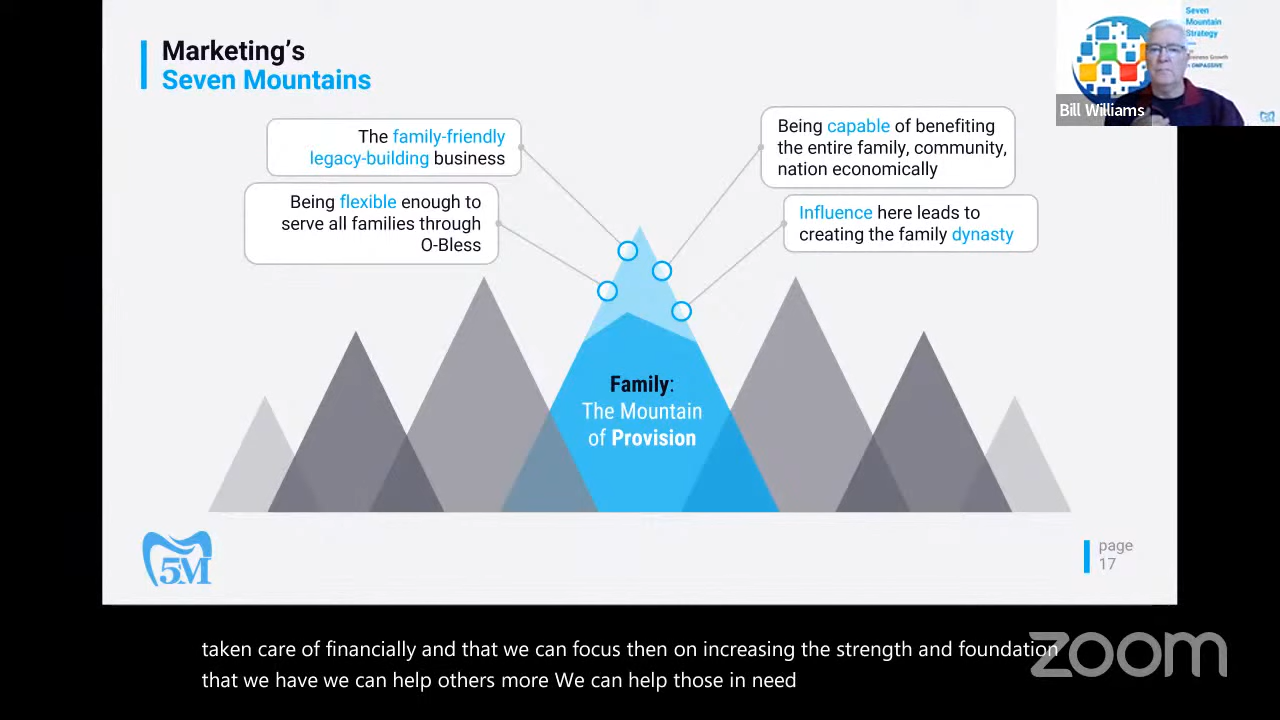 Marketing's
Seven Mountains
The family-friendly
legacy-building business
Being flexible enough to
serve all families through
O-Bless
Being capable of benefiting
the entire family, community,
nation economically
Influence here leads to
creating the family dynasty
Family:
The Mountain
of Provision
5M
page
17
Seven
Mountain
Strategy
Business Growth
ONPASSIVE
Bill Williams
taken care of financially and that we can focus then on increasing the strength and foundation
that we have we can help others more We can help those in need
zoom